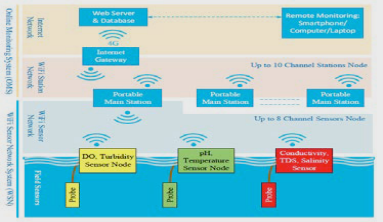 Web Server
& Database
Remote Monitoring:
Smartphone/
Computer/Laptop
4G
Internet
Gateway
Up to 10 Channel Stations Node
Portable
Main Station
Portable
Main Station
Portable
Main Station
Up to 8 Channel Sensors Node
DO, Turbidity
Sensor Node
pH,
Temperature
Sensor Node
Conductivity,
TDS, Salinity
Sensor
Probe
Probe
Probe
Online Monitoring System (OMS)
Internet
Network
WiFi Station
Network
WiFi Sensor Network System (WSN)
WiFi Sensor
Network
Field Sensors